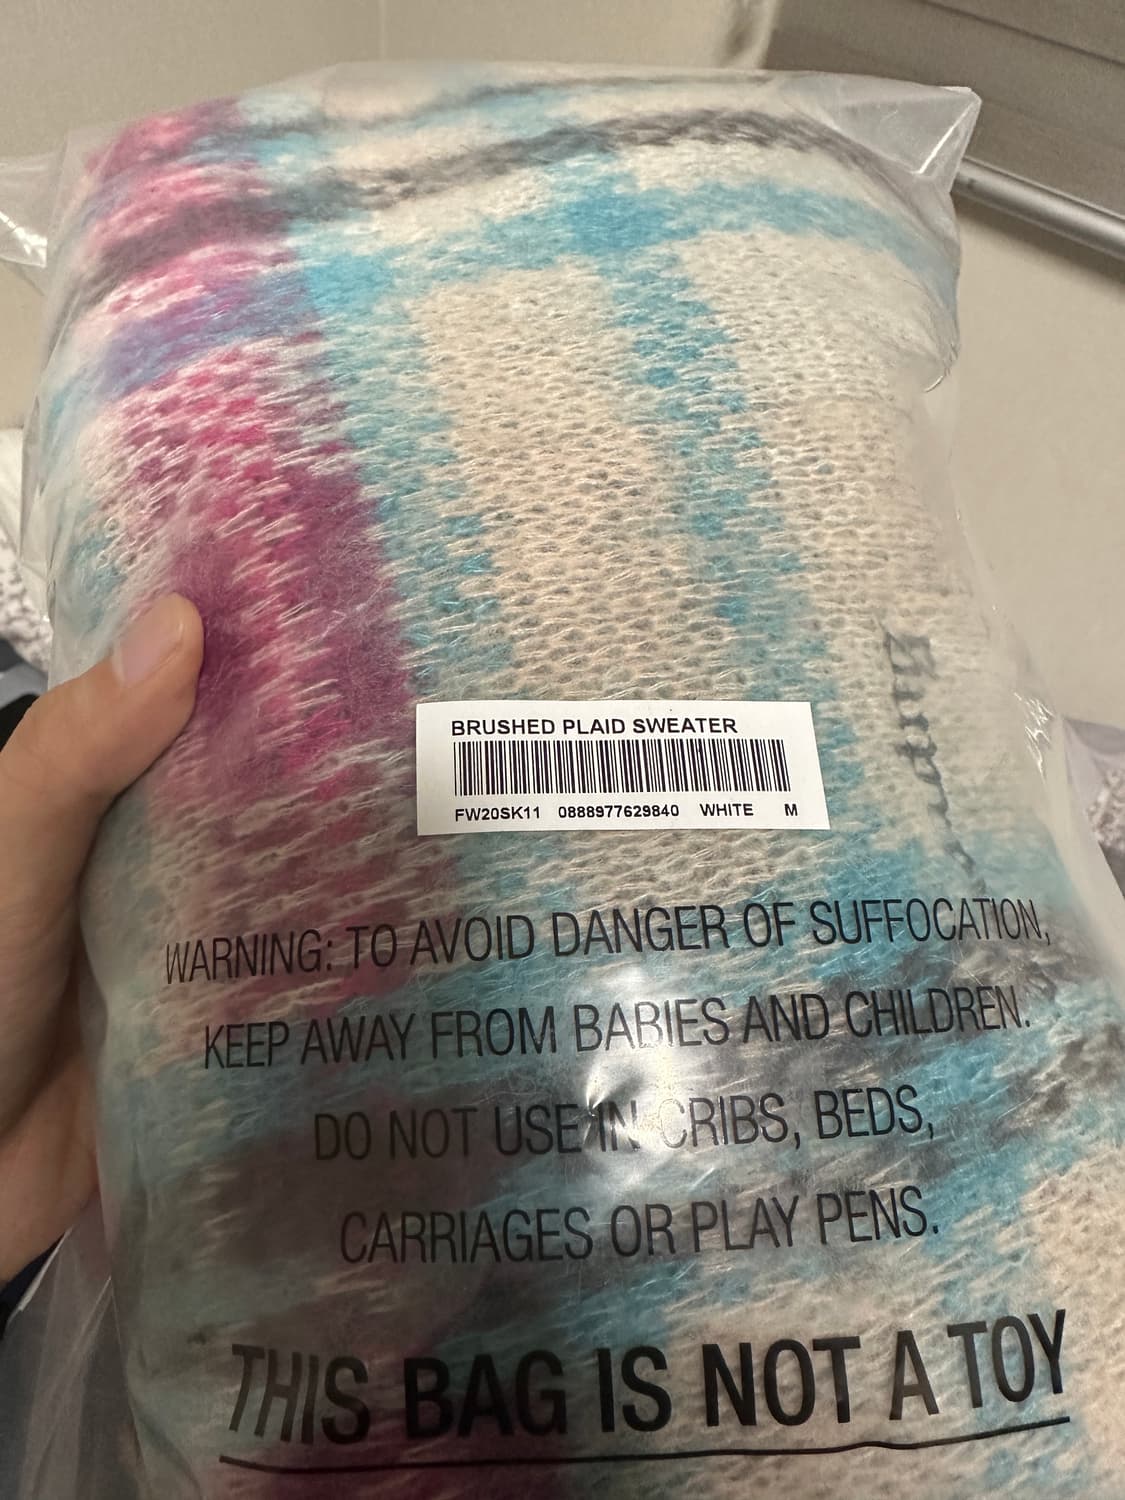 BRUSHED PLAID SWEATER
FW20SK11 0888977629840 WHITE M
WARNING: TO AVOID DANGER OF SUFFOCATION,
KEEP AWAY FROM BABIES AND CHILDREN.
DO NOT USE IN CRIBS, BEDS,
CARRIAGES OR PLAY PENS.
THIS BAG IS NOT A TOY